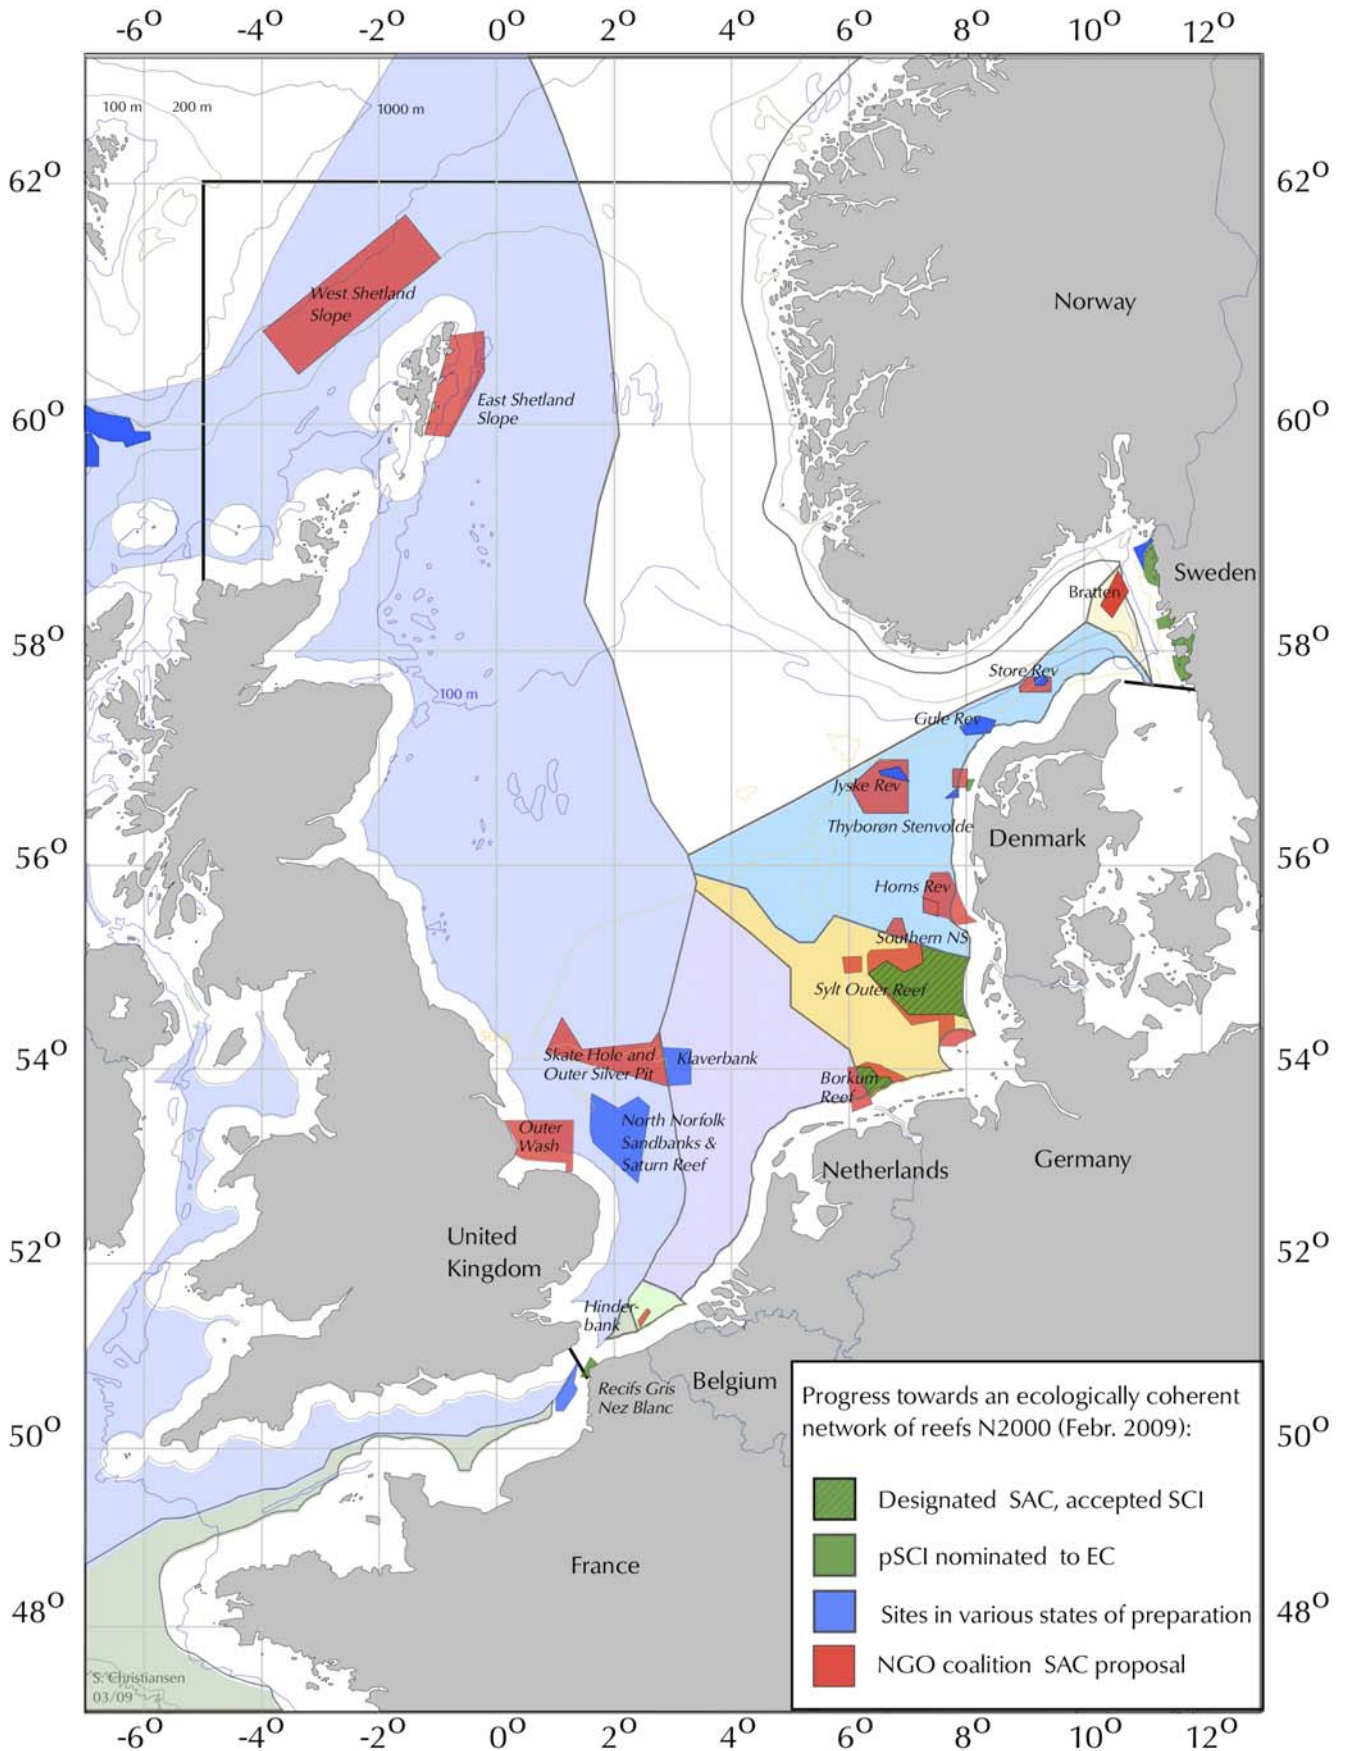 -6° -4° -2° 0° 2° 4° 6° 8° 10° 12°
100 m 200 m 1000 m
62° 62°
West Shetland
Slope
Norway
East Shetland
Slope
60° 60°
Sweden
Bratten
58° 58°
Store Rev
100 m
Gule Rev
Jyske Rev
Thyborøn Stenvolde
Denmark
56° 56°
Horns Rev
Southern NS
Sylt Outer Reef
54° 54°
Skate Hole and
Outer Silver Pit
Klaverbank
Borkum
Reef
Outer
Wash
North Norfolk
Sandbanks &
Saturn Reef
Netherlands
Germany
United
Kingdom
52° 52°
Hinder-
bank
Recifs Gris
Nez Blanc
Belgium
50° 50°
France
48° 48°
Progress towards an ecologically coherent
network of reefs N2000 (Febr. 2009):
Designated SAC, accepted SCI
pSCI nominated to EC
Sites in various states of preparation
NGO coalition SAC proposal
S. Christiansen
03/09
-6° -4° -2° 0° 2° 4° 6° 8° 10° 12°